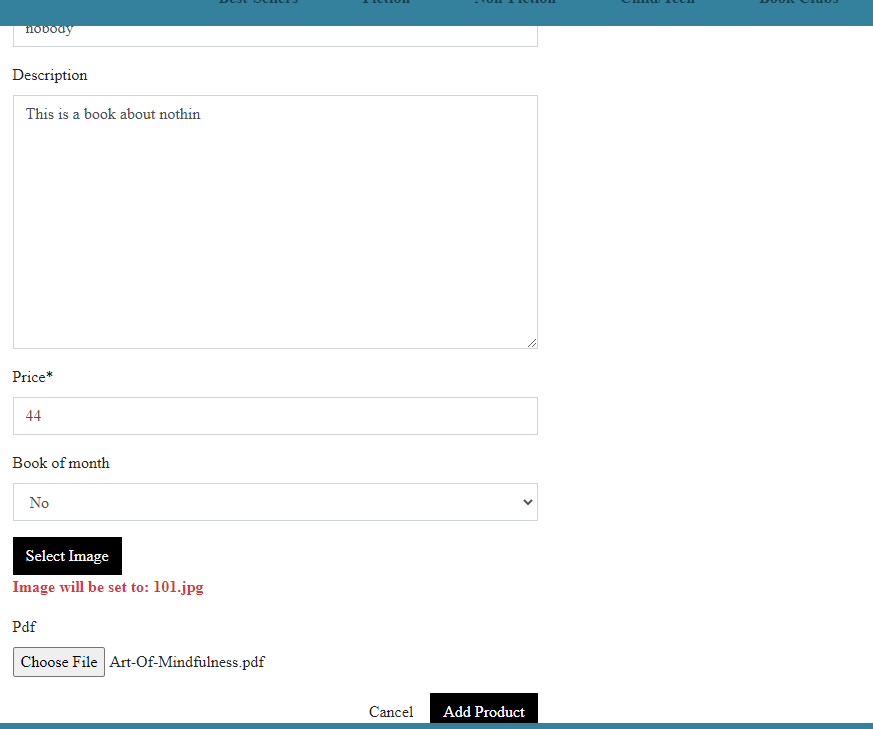 Best Sellers Fiction Non-Fiction Child/Teen Book Clubs
nobody
Description
This is a book about nothin
Price*
44
Book of month
No
Select Image
Image will be set to: 101.jpg
Pdf
Choose File Art-Of-Mindfulness.pdf
Cancel Add Product